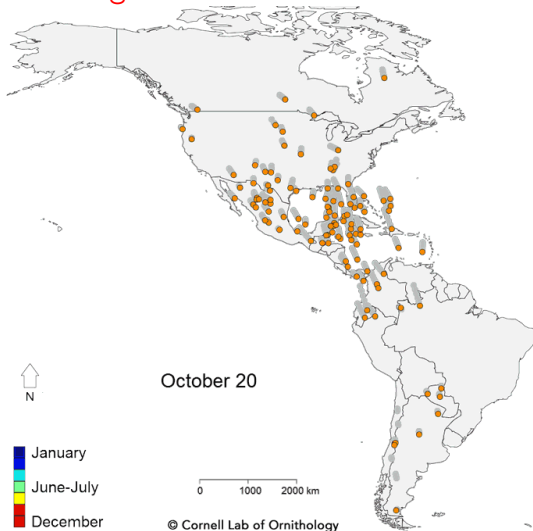 October 20
N
January
June-July
December
0 1000 2000 km
© Cornell Lab of Ornithology